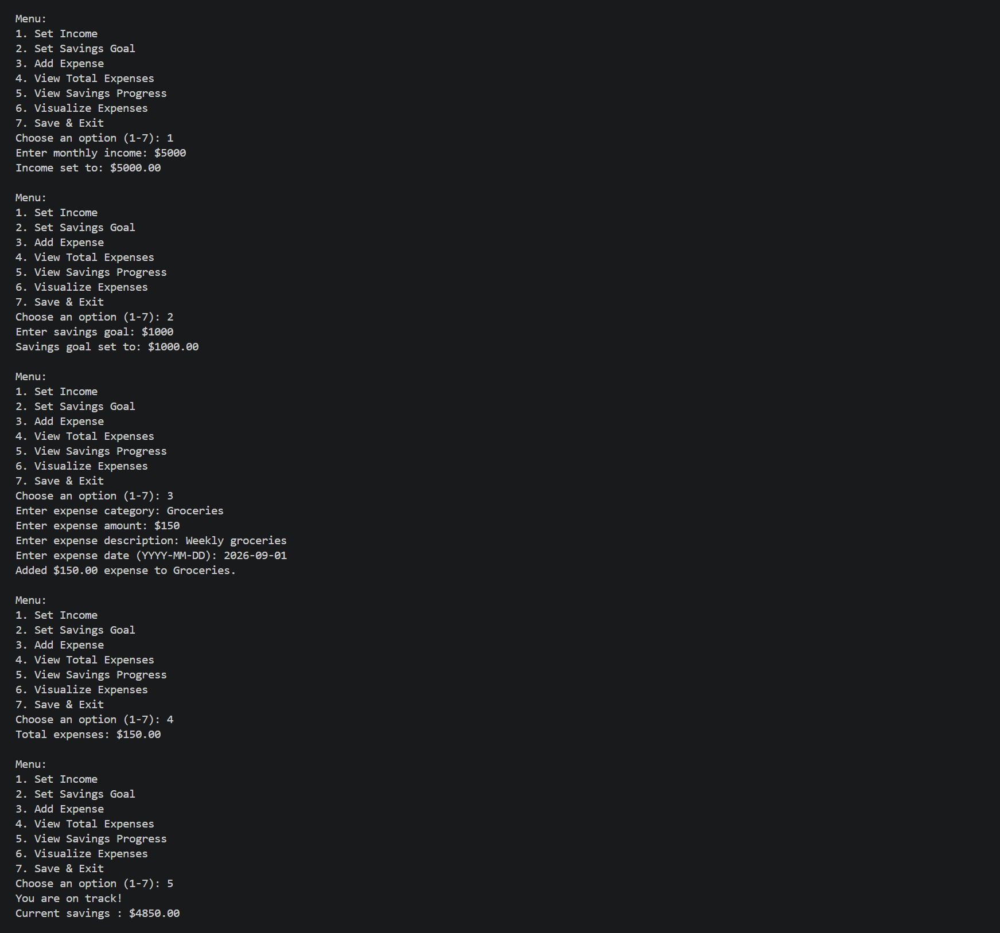 Menu:
1. Set Income
2. Set Savings Goal
3. Add Expense
4. View Total Expenses
5. View Savings Progress
6. Visualize Expenses
7. Save & Exit
Choose an option (1-7): 1
Enter monthly income: $5000
Income set to: $5000.00

Menu:
1. Set Income
2. Set Savings Goal
3. Add Expense
4. View Total Expenses
5. View Savings Progress
6. Visualize Expenses
7. Save & Exit
Choose an option (1-7): 2
Enter savings goal: $1000
Savings goal set to: $1000.00

Menu:
1. Set Income
2. Set Savings Goal
3. Add Expense
4. View Total Expenses
5. View Savings Progress
6. Visualize Expenses
7. Save & Exit
Choose an option (1-7): 3
Enter expense category: Groceries
Enter expense amount: $150
Enter expense description: Weekly groceries
Enter expense date (YYYY-MM-DD): 2026-09-01
Added $150.00 expense to Groceries.

Menu:
1. Set Income
2. Set Savings Goal
3. Add Expense
4. View Total Expenses
5. View Savings Progress
6. Visualize Expenses
7. Save & Exit
Choose an option (1-7): 4
Total expenses: $150.00

Menu:
1. Set Income
2. Set Savings Goal
3. Add Expense
4. View Total Expenses
5. View Savings Progress
6. Visualize Expenses
7. Save & Exit
Choose an option (1-7): 5
You are on track!
Current savings : $4850.00